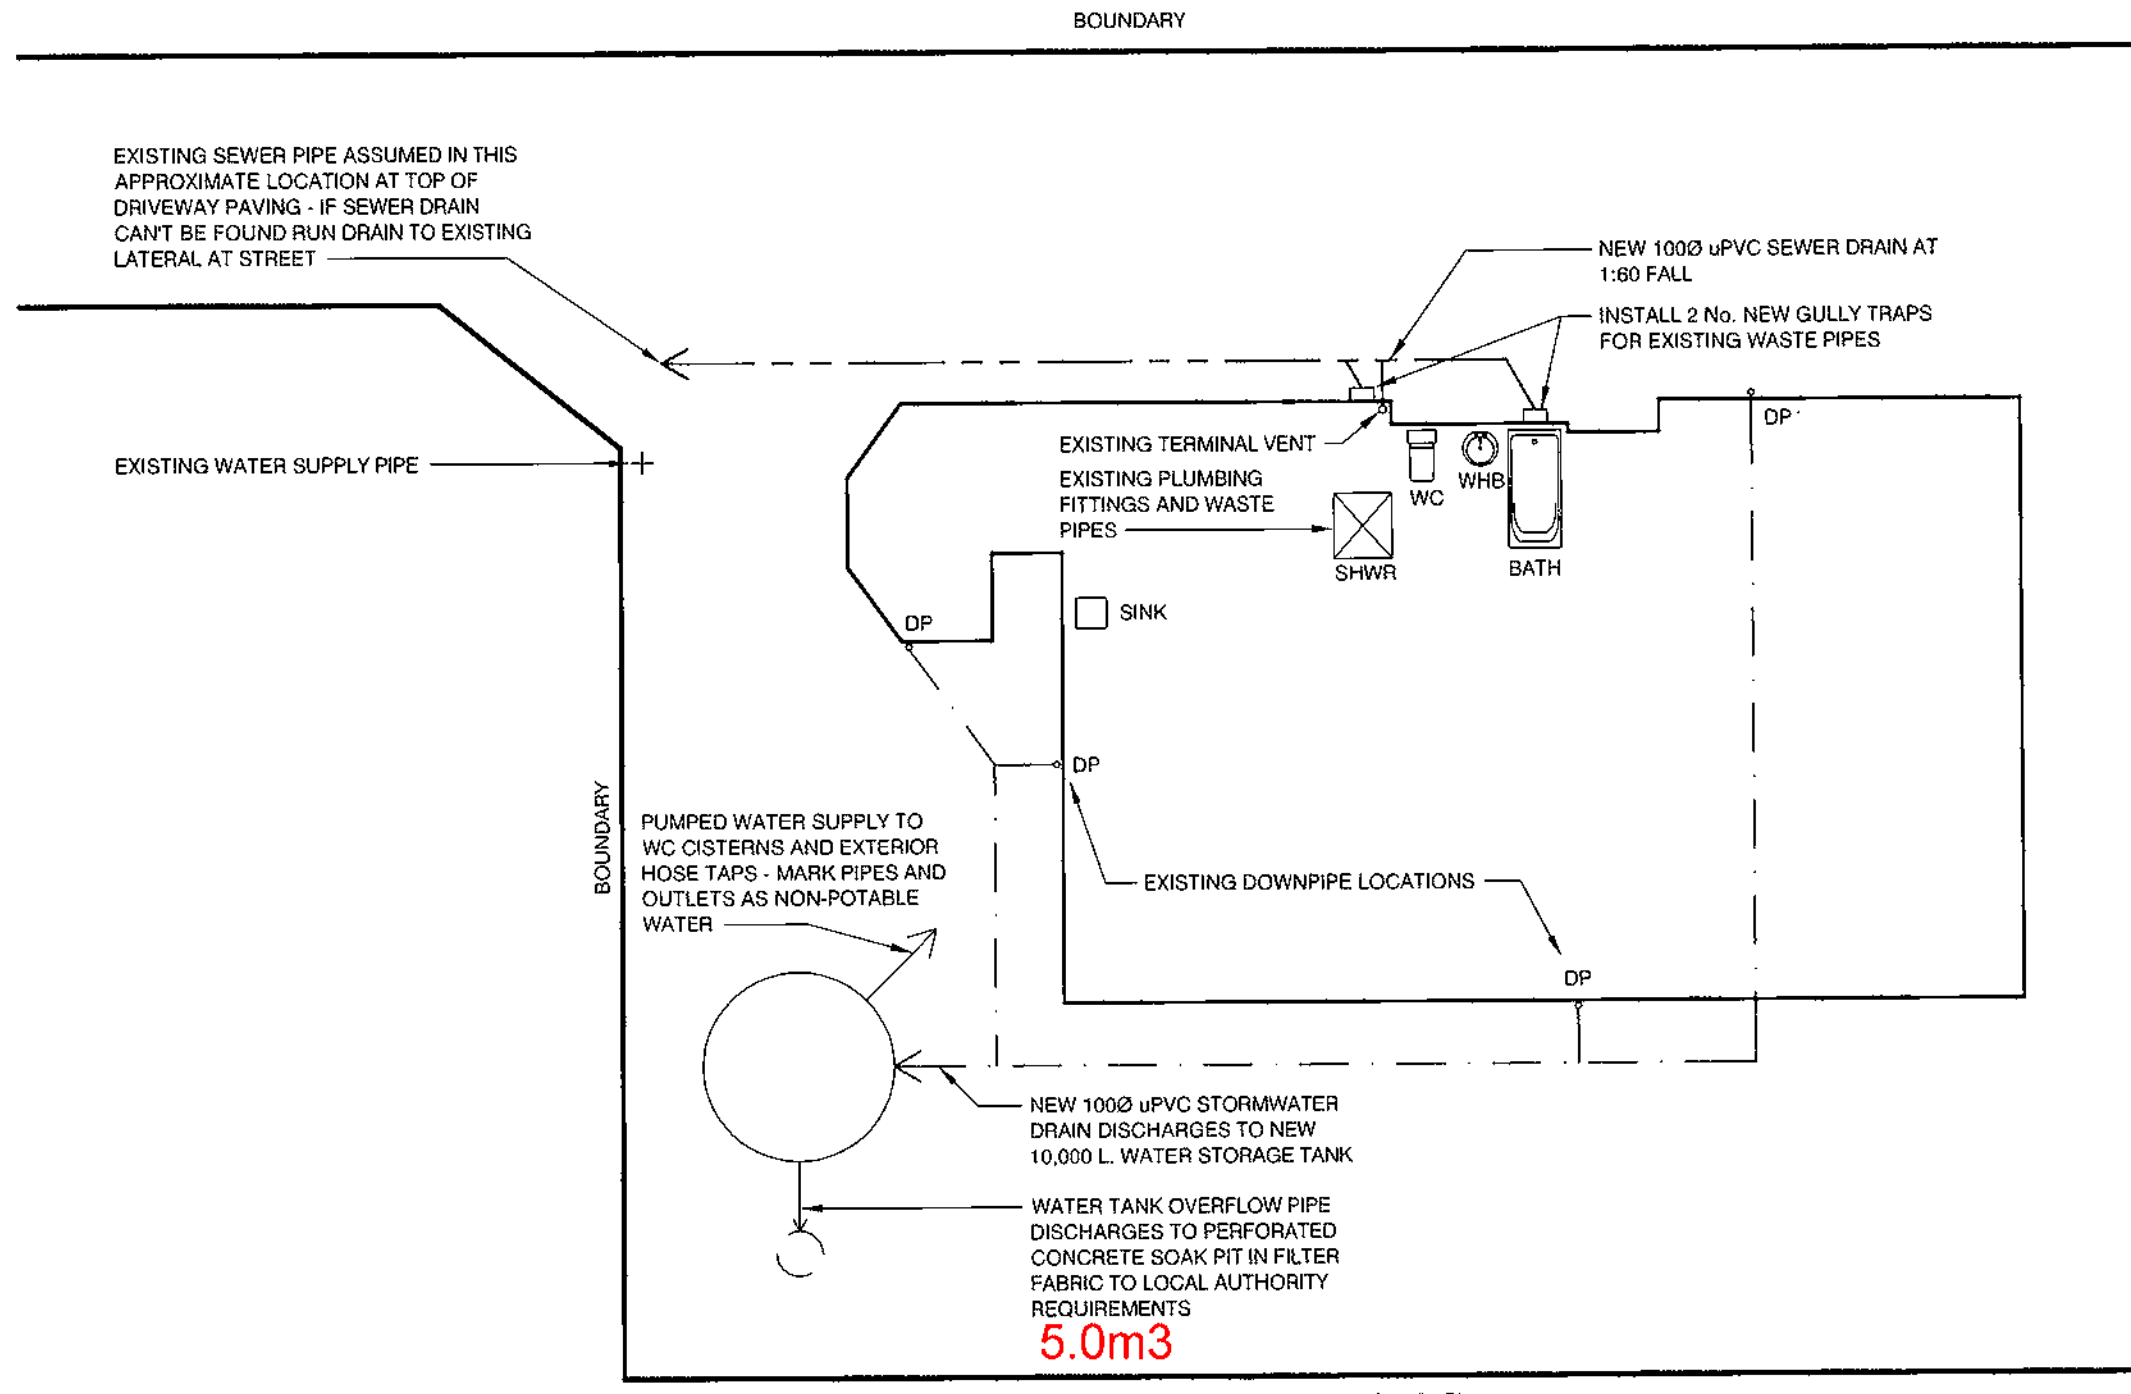 BOUNDARY
EXISTING SEWER PIPE ASSUMED IN THIS
APPROXIMATE LOCATION AT TOP OF
DRIVEWAY PAVING - IF SEWER DRAIN
CAN'T BE FOUND RUN DRAIN TO EXISTING
LATERAL AT STREET
NEW 100Ø uPVC SEWER DRAIN AT
1:60 FALL
INSTALL 2 No. NEW GULLY TRAPS
FOR EXISTING WASTE PIPES
DP
EXISTING TERMINAL VENT
EXISTING WATER SUPPLY PIPE
EXISTING PLUMBING
FITTINGS AND WASTE
PIPES
WC
WHB
SHWR
BATH
SINK
DP
DP
BOUNDARY
PUMPED WATER SUPPLY TO
WC CISTERNS AND EXTERIOR
HOSE TAPS - MARK PIPES AND
OUTLETS AS NON-POTABLE
WATER
EXISTING DOWNPIPE LOCATIONS
DP
NEW 100Ø uPVC STORMWATER
DRAIN DISCHARGES TO NEW
10,000 L. WATER STORAGE TANK
WATER TANK OVERFLOW PIPE
DISCHARGES TO PERFORATED
CONCRETE SOAK PIT IN FILTER
FABRIC TO LOCAL AUTHORITY
REQUIREMENTS
5.0m3